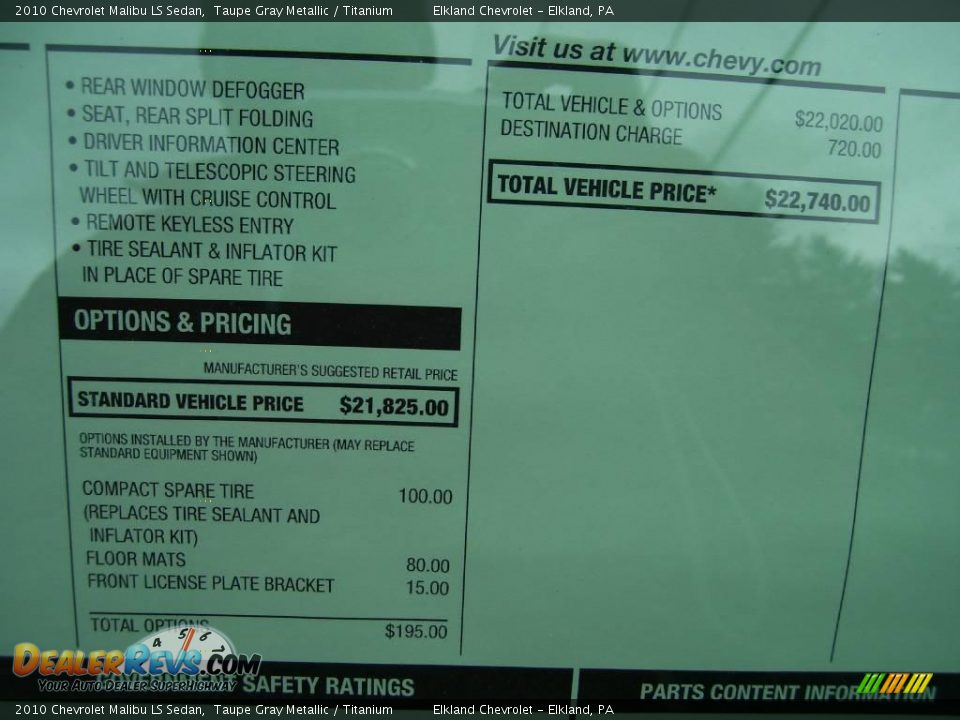 2010 Chevrolet Malibu LS Sedan, Taupe Gray Metallic / Titanium Elkland Chevrolet - Elkland, PA
• REAR WINDOW DEFOGGER
• SEAT, REAR SPLIT FOLDING
• DRIVER INFORMATION CENTER
• TILT AND TELESCOPIC STEERING
WHEEL WITH CRUISE CONTROL
• REMOTE KEYLESS ENTRY
• TIRE SEALANT & INFLATOR KIT
IN PLACE OF SPARE TIRE
OPTIONS & PRICING
MANUFACTURER'S SUGGESTED RETAIL PRICE
STANDARD VEHICLE PRICE $21,825.00
OPTIONS INSTALLED BY THE MANUFACTURER (MAY REPLACE
STANDARD EQUIPMENT SHOWN)
COMPACT SPARE TIRE 100.00
(REPLACES TIRE SEALANT AND
INFLATOR KIT)
FLOOR MATS 80.00
FRONT LICENSE PLATE BRACKET 15.00
TOTAL OPTIONS $195.00
Visit us at www.chevy.com
TOTAL VEHICLE & OPTIONS $22,020.00
DESTINATION CHARGE 720.00
TOTAL VEHICLE PRICE* $22,740.00
SAFETY RATINGS
PARTS CONTENT INFORMATION
4 5 6 7
DEALERREVS.COM
YOUR AUTO DEALER SUPERHIGHWAY
2010 Chevrolet Malibu LS Sedan, Taupe Gray Metallic / Titanium Elkland Chevrolet - Elkland, PA